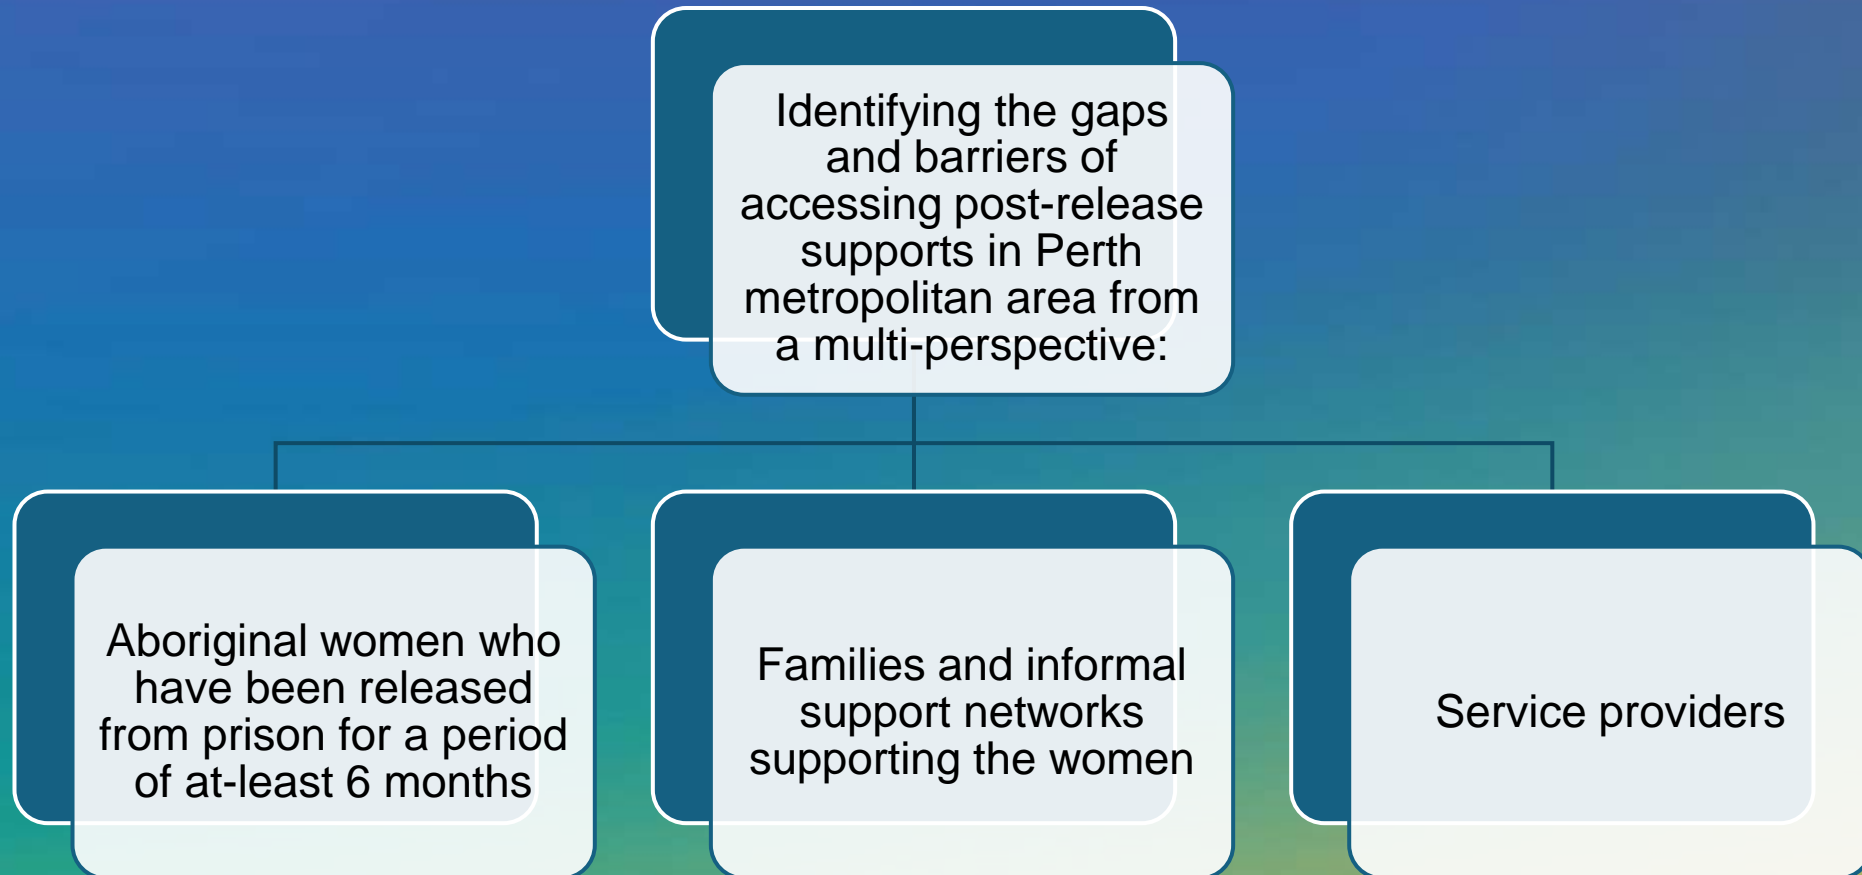 Identifying the gaps
and barriers of
accessing post-release
supports in Perth
metropolitan area from
a multi-perspective:
Aboriginal women who
have been released
from prison for a period
of at-least 6 months
Families and informal
support networks
supporting the women
Service providers